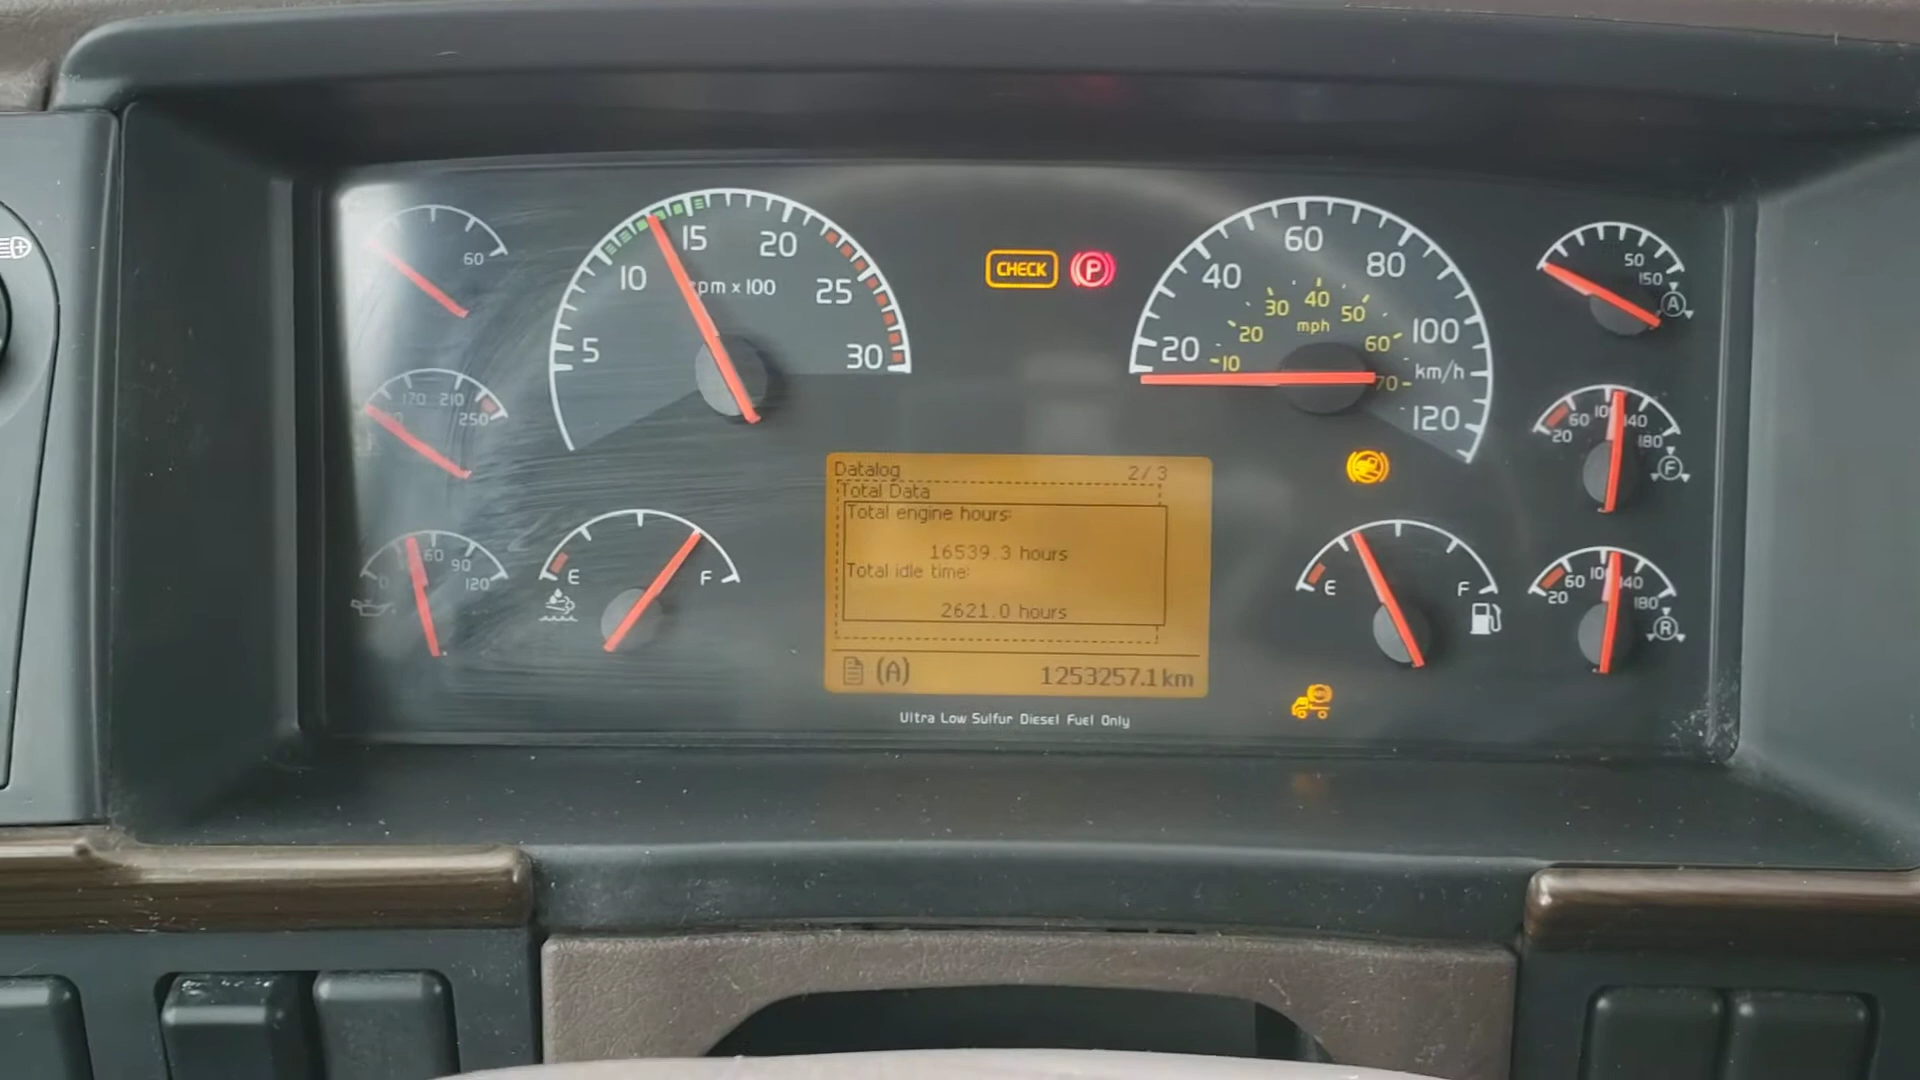 60
170 210
250
0 60 90 120
5 10 15 20 25 30
rpm x 100
E F
CHECK
P
20 40 60 80 100 120
km/h
10 20 30 40 50 60 70
mph
Datalog 2/3
Total Data
Total engine hours:
16539.3 hours
Total idle time:
2621.0 hours
(A) 1253257.1 km
Ultra Low Sulfur Diesel Fuel Only
E F
50
150
A
20 60 100 140 180
F
20 60 100 140 180
R